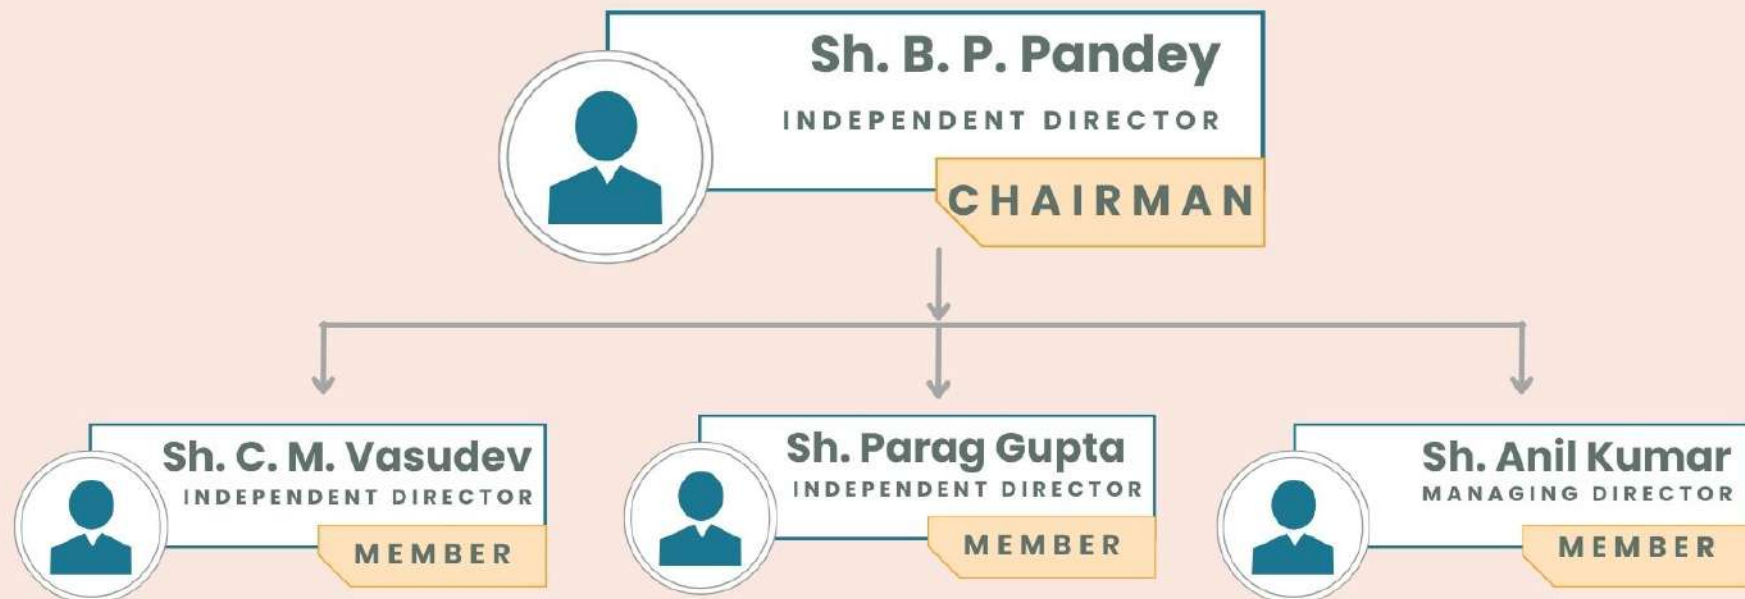 Sh. B. P. Pandey
INDEPENDENT DIRECTOR
CHAIRMAN
Sh. C. M. Vasudev
INDEPENDENT DIRECTOR
MEMBER
Sh. Parag Gupta
INDEPENDENT DIRECTOR
MEMBER
Sh. Anil Kumar
MANAGING DIRECTOR
MEMBER